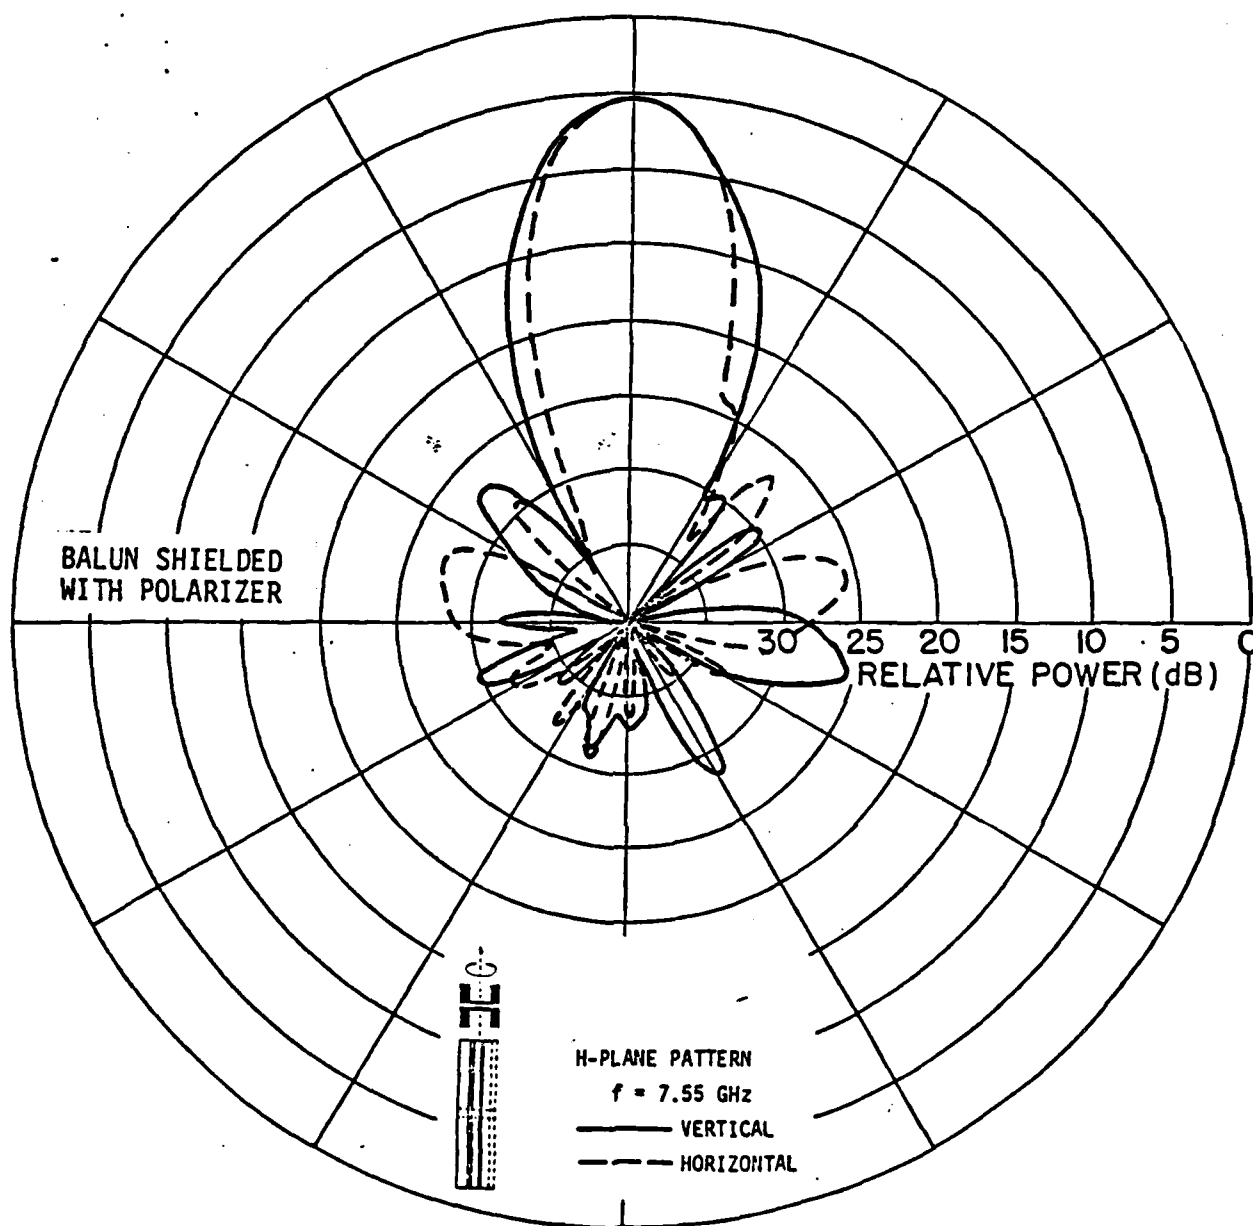 BALUN SHIELDED
WITH POLARIZER
30 25 20 15 10 5 0
RELATIVE POWER (dB)
H-PLANE PATTERN
f = 7.55 GHz
VERTICAL
HORIZONTAL